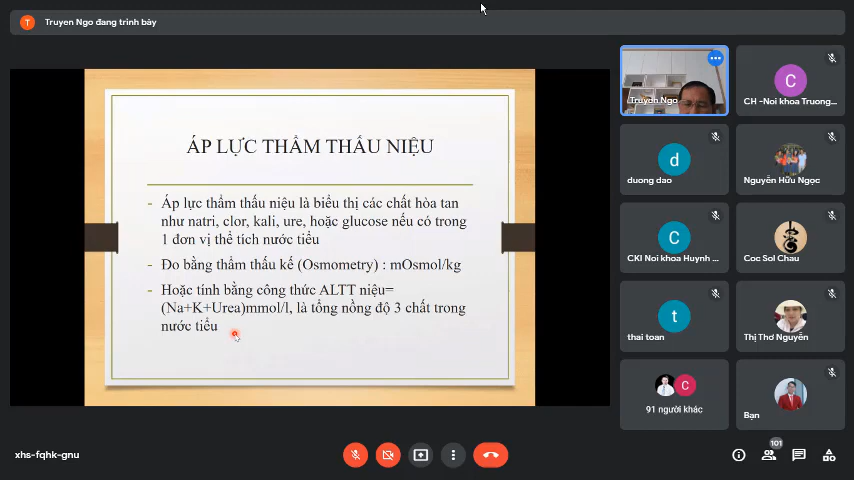 T
Truyen Ngo đang trình bày
ÁP LỰC THẨM THẤU NIỆU
- Áp lực thẩm thấu niệu là biểu thị các chất hòa tan
như natri, clor, kali, ure, hoặc glucose nếu có trong
1 đơn vị thể tích nước tiểu
- Đo bằng thẩm thấu kế (Osmometry) : mOsmol/kg
- Hoặc tính bằng công thức ALTT niệu=
(Na+K+Urea)mmol/l, là tổng nồng độ 3 chất trong
nước tiểu
Truyen Ngo
C
CH -Noi khoa Truong...
d
duong dao
Nguyễn Hữu Ngọc
C
CKI Noi khoa Huynh ...
Coc Sol Chau
t
thai toan
Thị Thơ Nguyễn
C
91 người khác
Bạn
xhs-fqhk-gnu
101